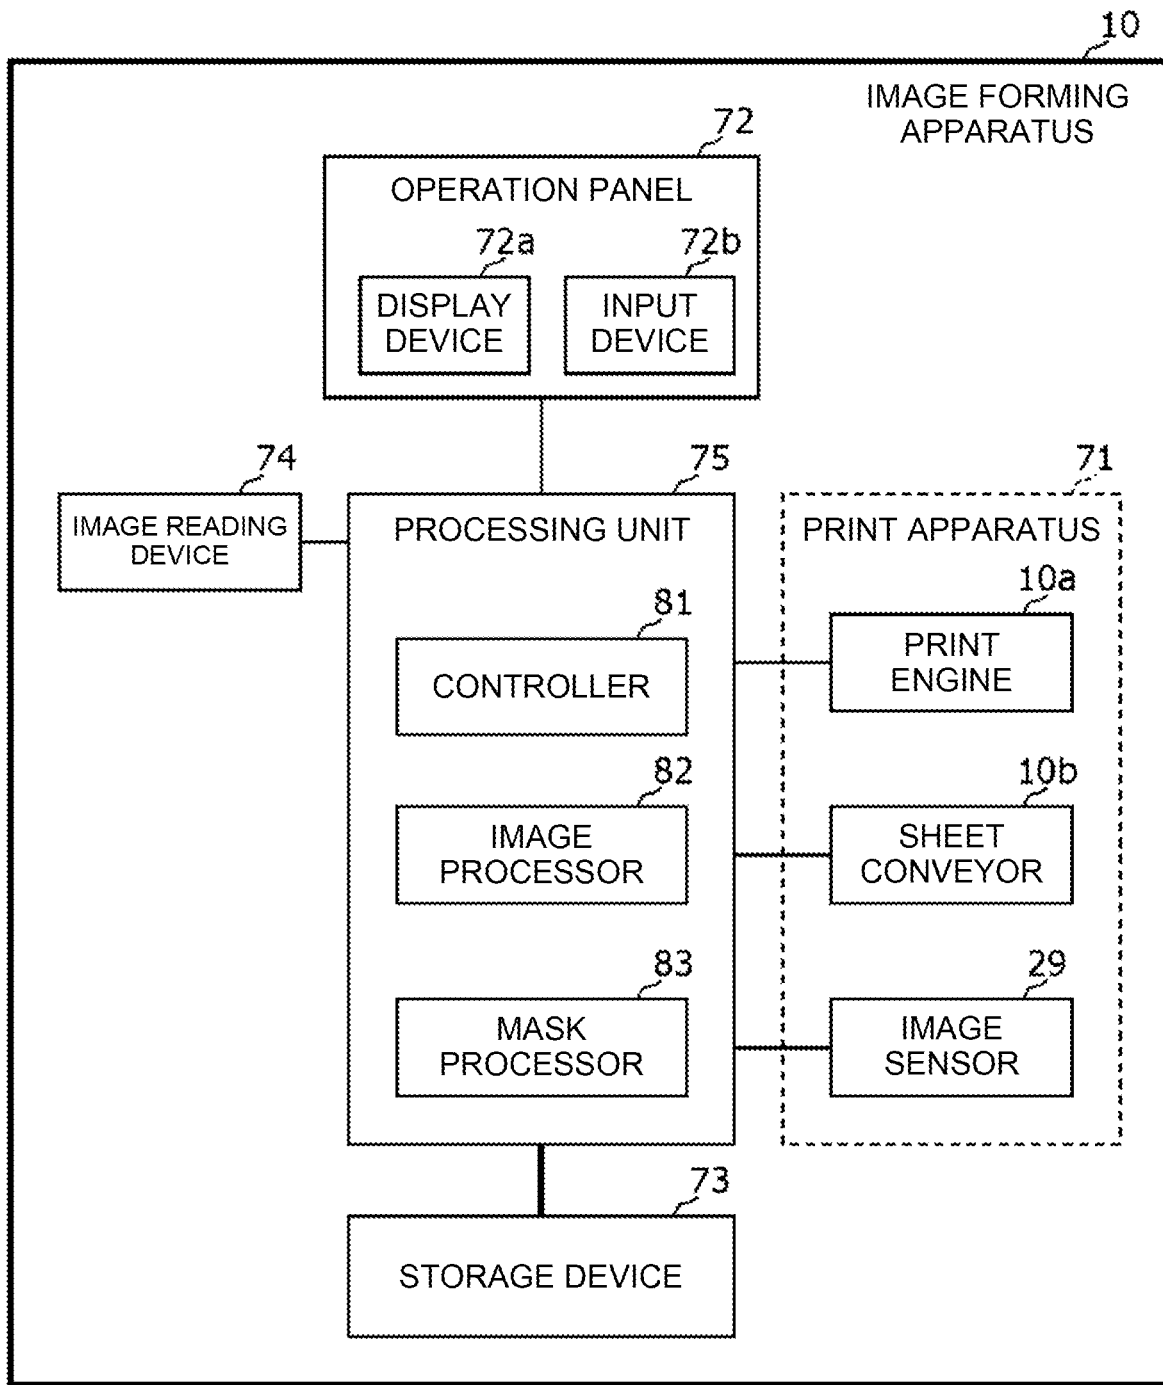 10
IMAGE FORMING
APPARATUS
72
OPERATION PANEL
72a
72b
DISPLAY
DEVICE
INPUT
DEVICE
74
IMAGE READING
DEVICE
75
PROCESSING UNIT
81
CONTROLLER
82
IMAGE
PROCESSOR
83
MASK
PROCESSOR
71
PRINT APPARATUS
10a
PRINT
ENGINE
10b
SHEET
CONVEYOR
29
IMAGE
SENSOR
73
STORAGE DEVICE